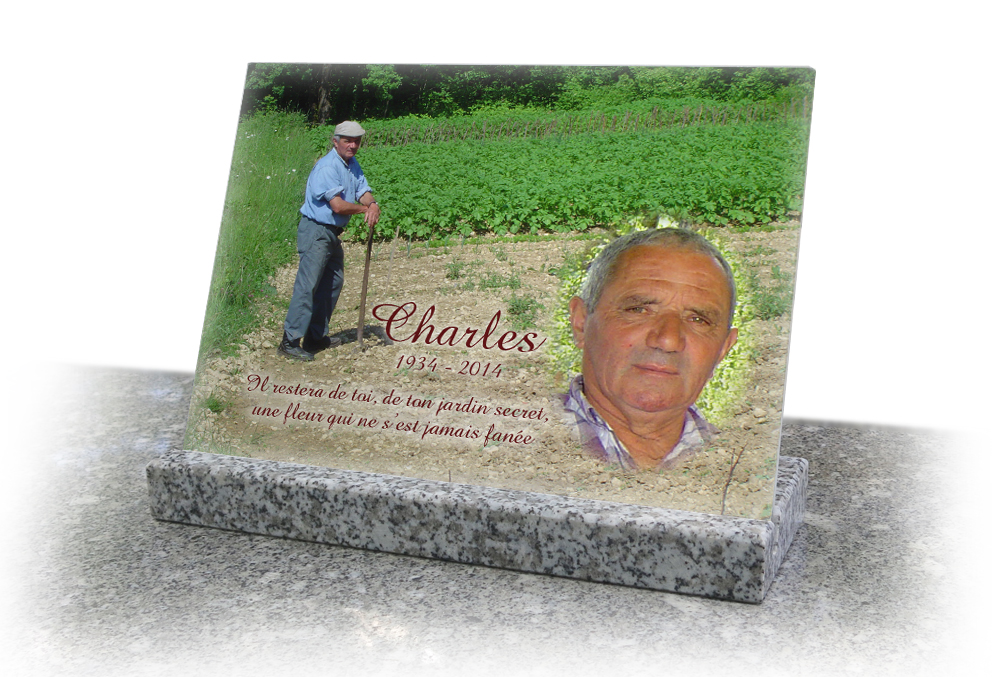 Charles
1934 - 2014
Il restera de toi, de ton jardin secret,
une fleur qui ne s'est jamais fanée